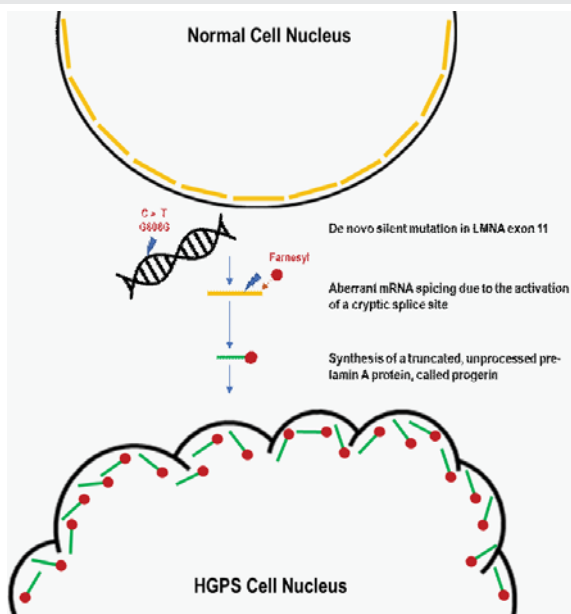 Normal Cell Nucleus
C > T
G608G
De novo silent mutation in LMNA exon 11
Farnesyl
Aberrant mRNA spicing due to the activation
of a cryptic splice site
Synthesis of a truncated, unprocessed pre-
lamin A protein, called progerin
HGPS Cell Nucleus